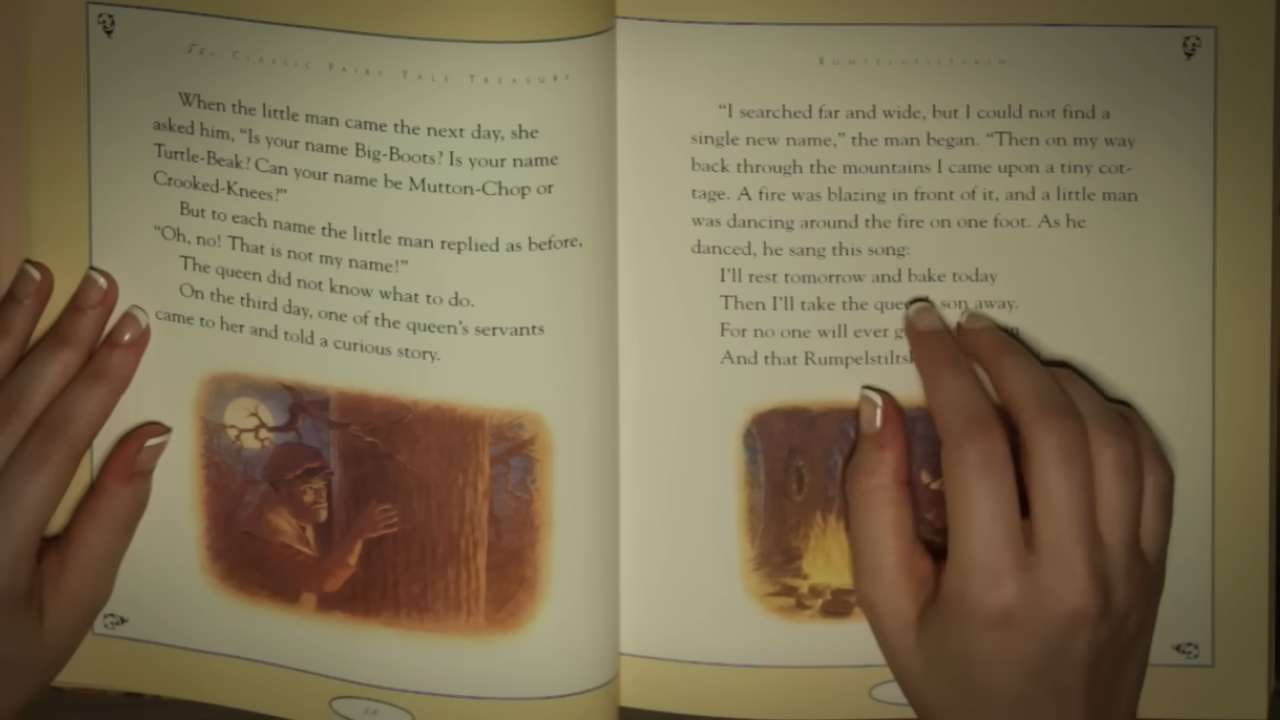 The Classic Fairy Tale Treasury
When the little man came the next day, she
asked him, “Is your name Big-Boots? Is your name
Turtle-Beak? Can your name be Mutton-Chop or
Crooked-Knees?”
But to each name the little man replied as before,
“Oh, no! That is not my name!”
The queen did not know what to do.
On the third day, one of the queen’s servants
came to her and told a curious story.
Rumpelstiltskin
“I searched far and wide, but I could not find a
single new name,” the man began. “Then on my way
back through the mountains I came upon a tiny cot-
tage. A fire was blazing in front of it, and a little man
was dancing around the fire on one foot. As he
danced, he sang this song:
I’ll rest tomorrow and bake today
Then I’ll take the son away.
For no one will ever
And that